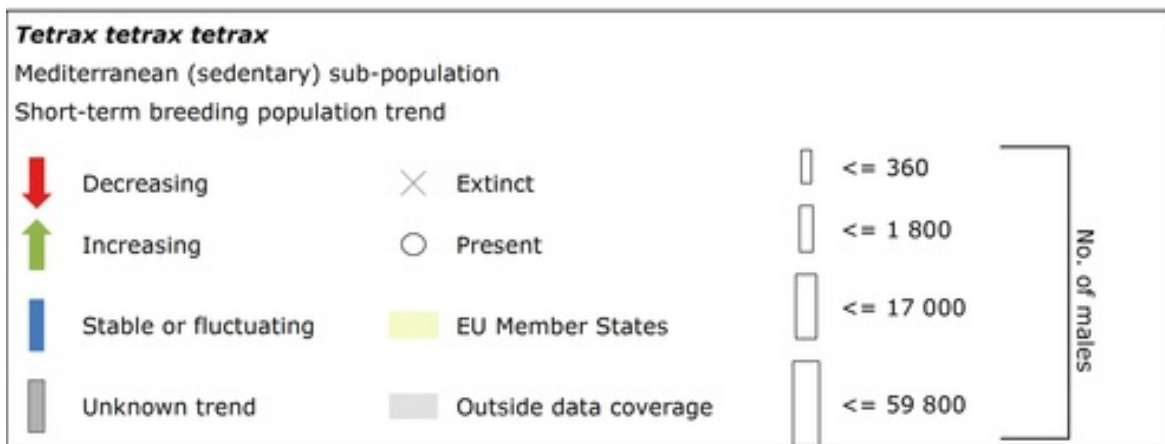 Tetrax tetrax tetrax
Mediterranean (sedentary) sub-population
Short-term breeding population trend
Decreasing
Increasing
Stable or fluctuating
Unknown trend
Extinct
Present
EU Member States
Outside data coverage
<= 360
<= 1 800
<= 17 000
<= 59 800
No. of males